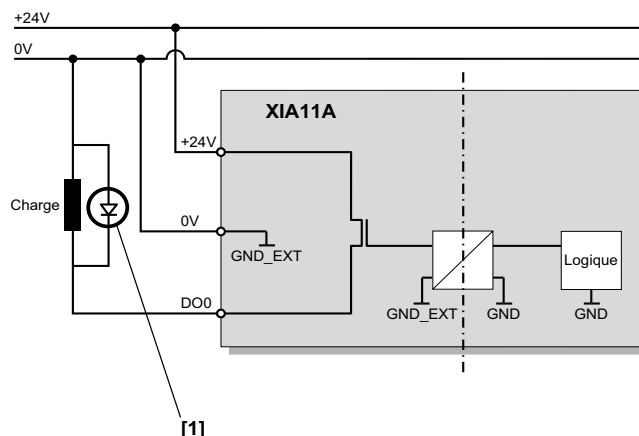 +24V
0V
XIA11A
+24V
Charge
0V
GND_EXT
Logique
DO0
GND_EXT
GND
GND
[1]